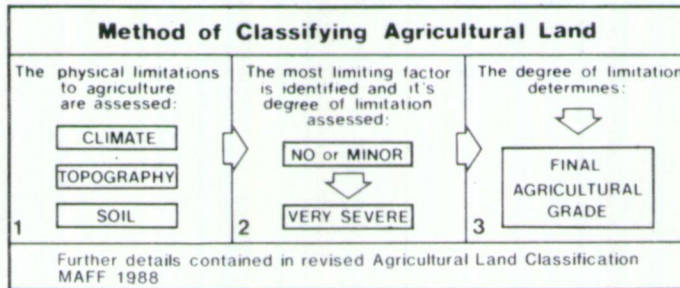 Method of Classifying Agricultural Land
The physical limitations
to agriculture
are assessed:
CLIMATE
TOPOGRAPHY
SOIL
1
The most limiting factor
is identified and it's
degree of limitation
assessed:
NO or MINOR
VERY SEVERE
2
The degree of limitation
determines:
FINAL
AGRICULTURAL
GRADE
3
Further details contained in revised Agricultural Land Classification
MAFF 1988